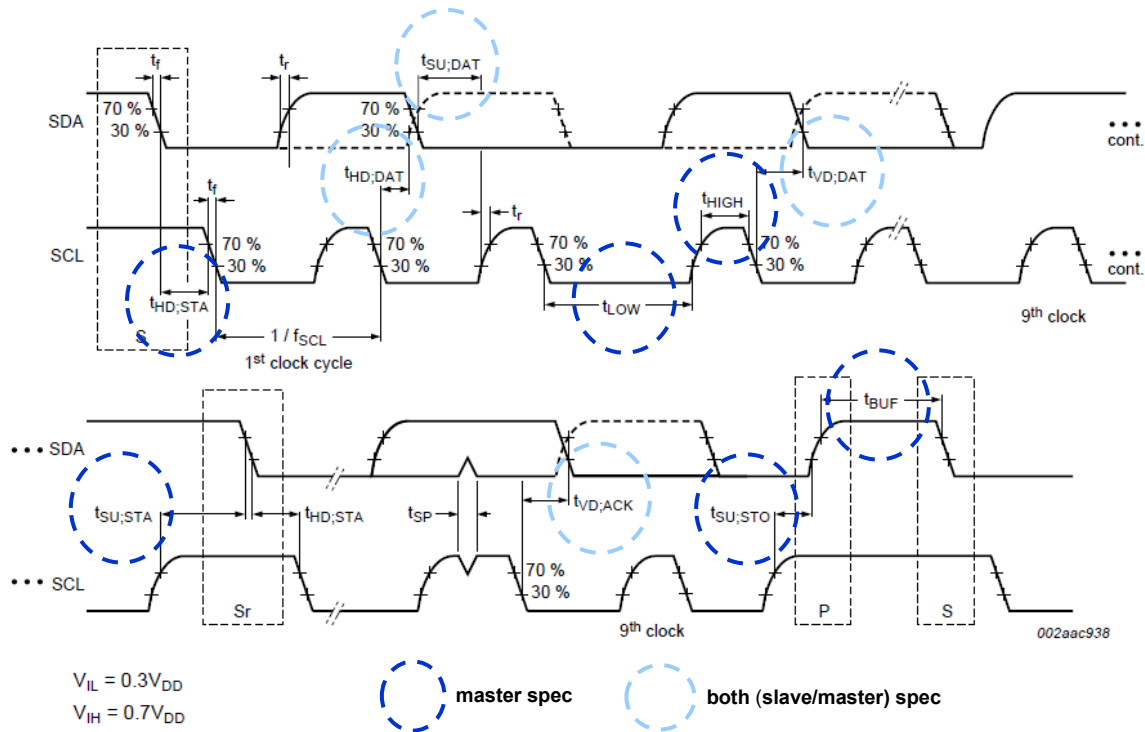 tf
tr
tSU;DAT
SDA
70 %
30 %
70 %
30 %
cont.
tHD;DAT
tVD;DAT
tf
tr
tHIGH
SCL
70 %
30 %
70 %
30 %
70 %
30 %
70 %
30 %
cont.
tHD;STA
tLOW
S
1 / fSCL
1st clock cycle
9th clock
tBUF
SDA
tSU;STA
tHD;STA
tSP
tVD;ACK
tSU;STO
SCL
70 %
30 %
Sr
9th clock
P
S
002aac938
VIL = 0.3VDD
VIH = 0.7VDD
master spec
both (slave/master) spec